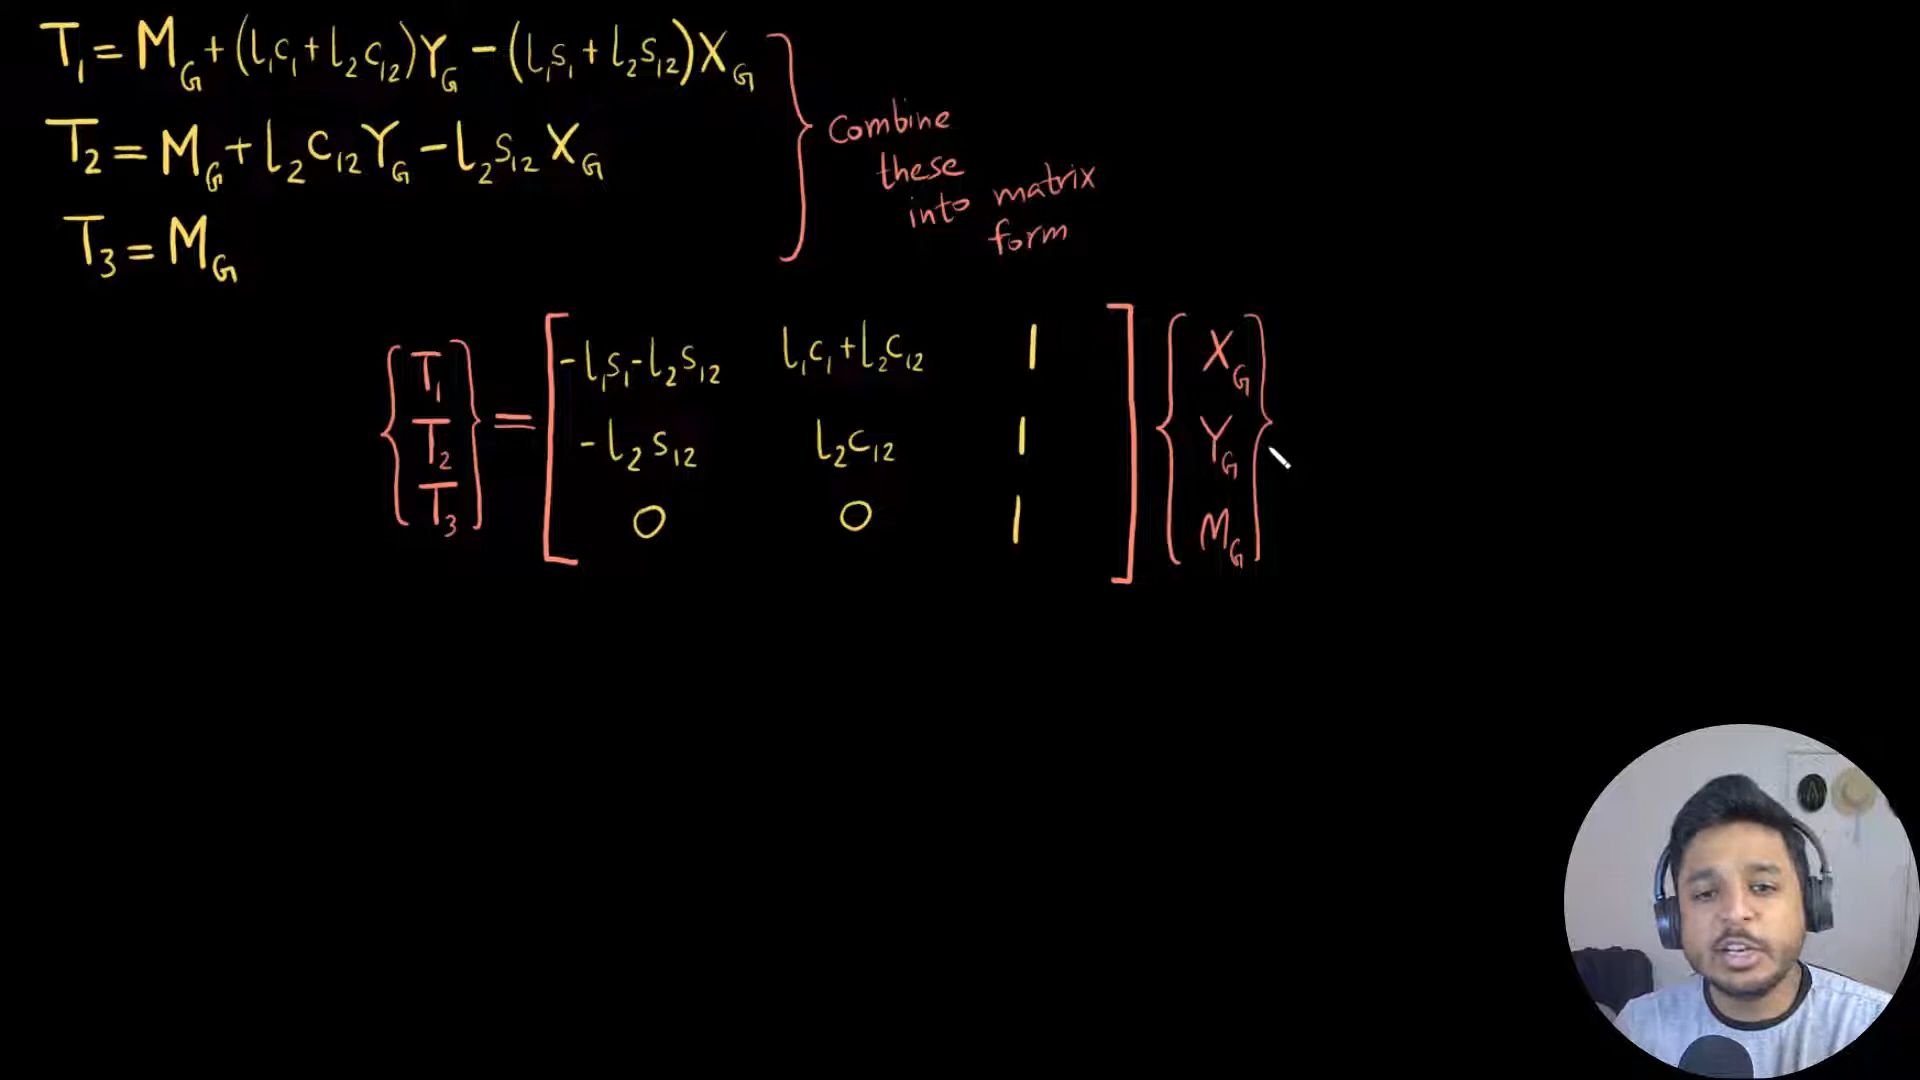 T₁ = M_G + (l₁c₁ + l₂c₁₂)Y_G − (l₁s₁ + l₂s₁₂)X_G
T₂ = M_G + l₂c₁₂Y_G − l₂s₁₂X_G
T₃ = M_G
Combine
these
into matrix
form
{T₁ T₂ T₃} = [−l₁s₁−l₂s₁₂ l₁c₁+l₂c₁₂ 1
−l₂s₁₂ l₂c₁₂ 1
0 0 1] {X_G Y_G M_G}